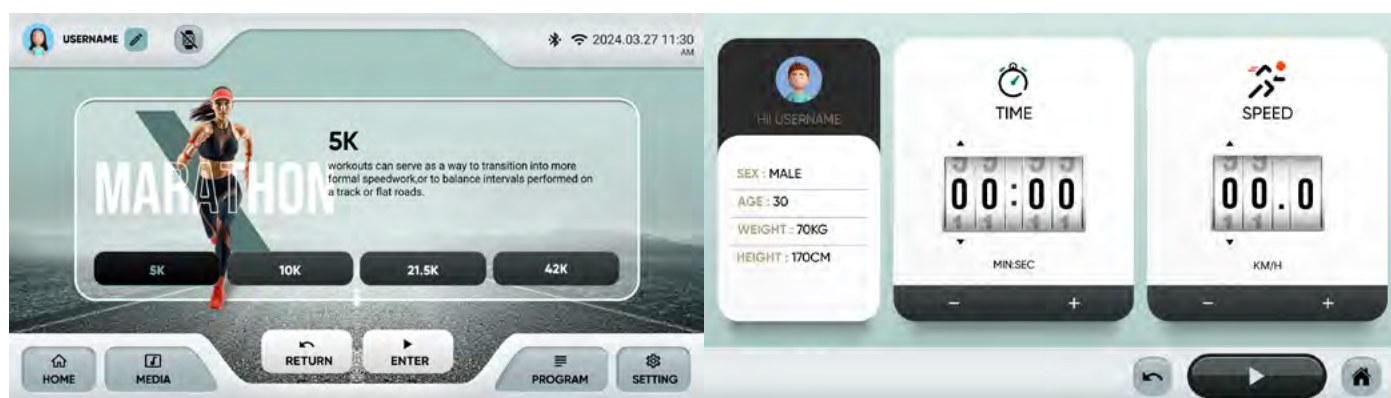 USERNAME
2024.03.27 11:30
AM
MARATHON
5K
workouts can serve as a way to transition into more
formal speedwork,or to balance intervals performed on
a track or flat roads.
5K
10K
21.5K
42K
RETURN
ENTER
HOME
MEDIA
PROGRAM
SETTING
HI! USERNAME
SEX : MALE
AGE : 30
WEIGHT : 70KG
HEIGHT : 170CM
TIME
00:00
MIN:SEC
- +
SPEED
00.0
KM/H
- +